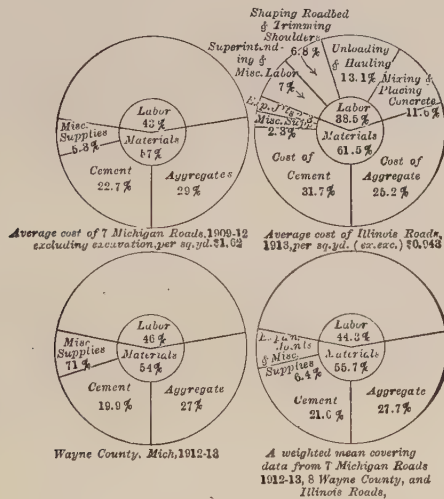 Labor
43%
Materials
57%
Misc.
Supplies
5.3%
Cement
22.7%
Aggregates
29%
Average cost of 7 Michigan Roads, 1909-12
excluding excavation, per sq. yd. $1.62
Shaping Roadbed
& Trimming
Shoulders
6.8%
Superintend-
ing &
Misc. Labor
7%
Unloading
& Hauling
13.1%
Mixing &
Placing
Concrete
11.6%
Labor
38.5%
Materials
61.5%
Misc. Sup.
2.3%
Cost of
Cement
31.7%
Cost of
Aggregate
25.2%
Average cost of Illinois Roads,
1913, per sq. yd. (ex. exc.) $0.943
Labor
46%
Materials
54%
Misc.
Supplies
71%
Cement
19.9%
Aggregate
27%
Wayne County, Mich, 1912-13
Labor
44.3%
Materials
55.7%
Joints
& Misc.
Supplies
6.4%
Cement
21.6%
Aggregate
27.7%
A weighted mean covering
data from 7 Michigan Roads
1912-13, 8 Wayne County, and
Illinois Roads,